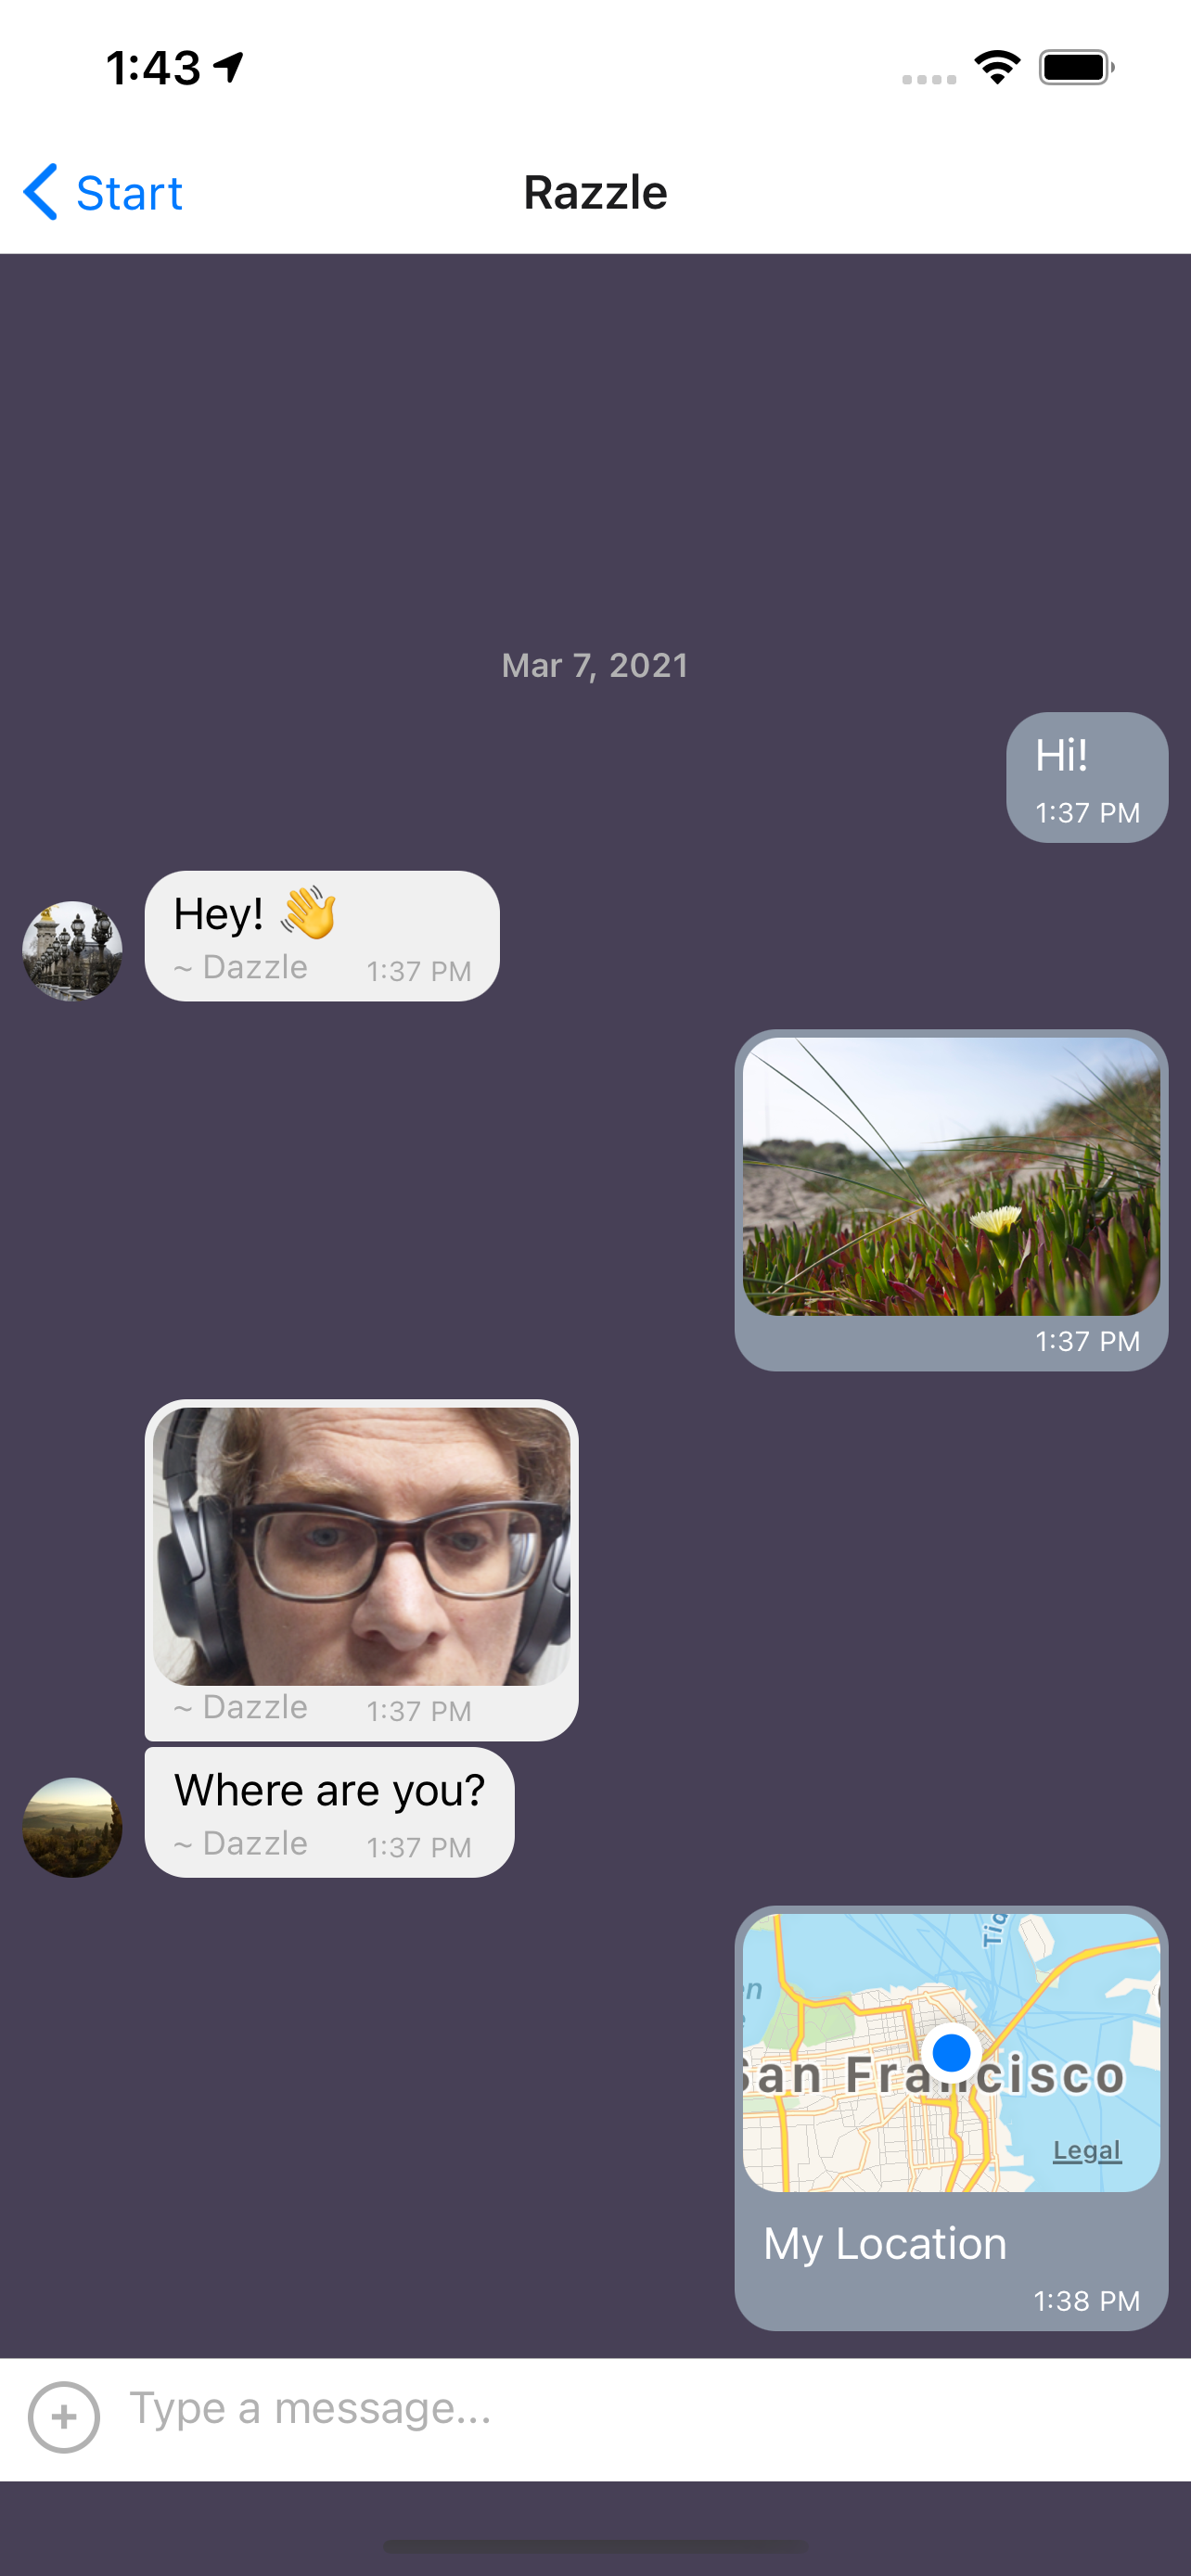 1:43
Start
Razzle
Mar 7, 2021
Hi!
1:37 PM
Hey! 👋
~ Dazzle 1:37 PM
1:37 PM
~ Dazzle 1:37 PM
Where are you?
~ Dazzle 1:37 PM
San Francisco
Legal
My Location
1:38 PM
Type a message...